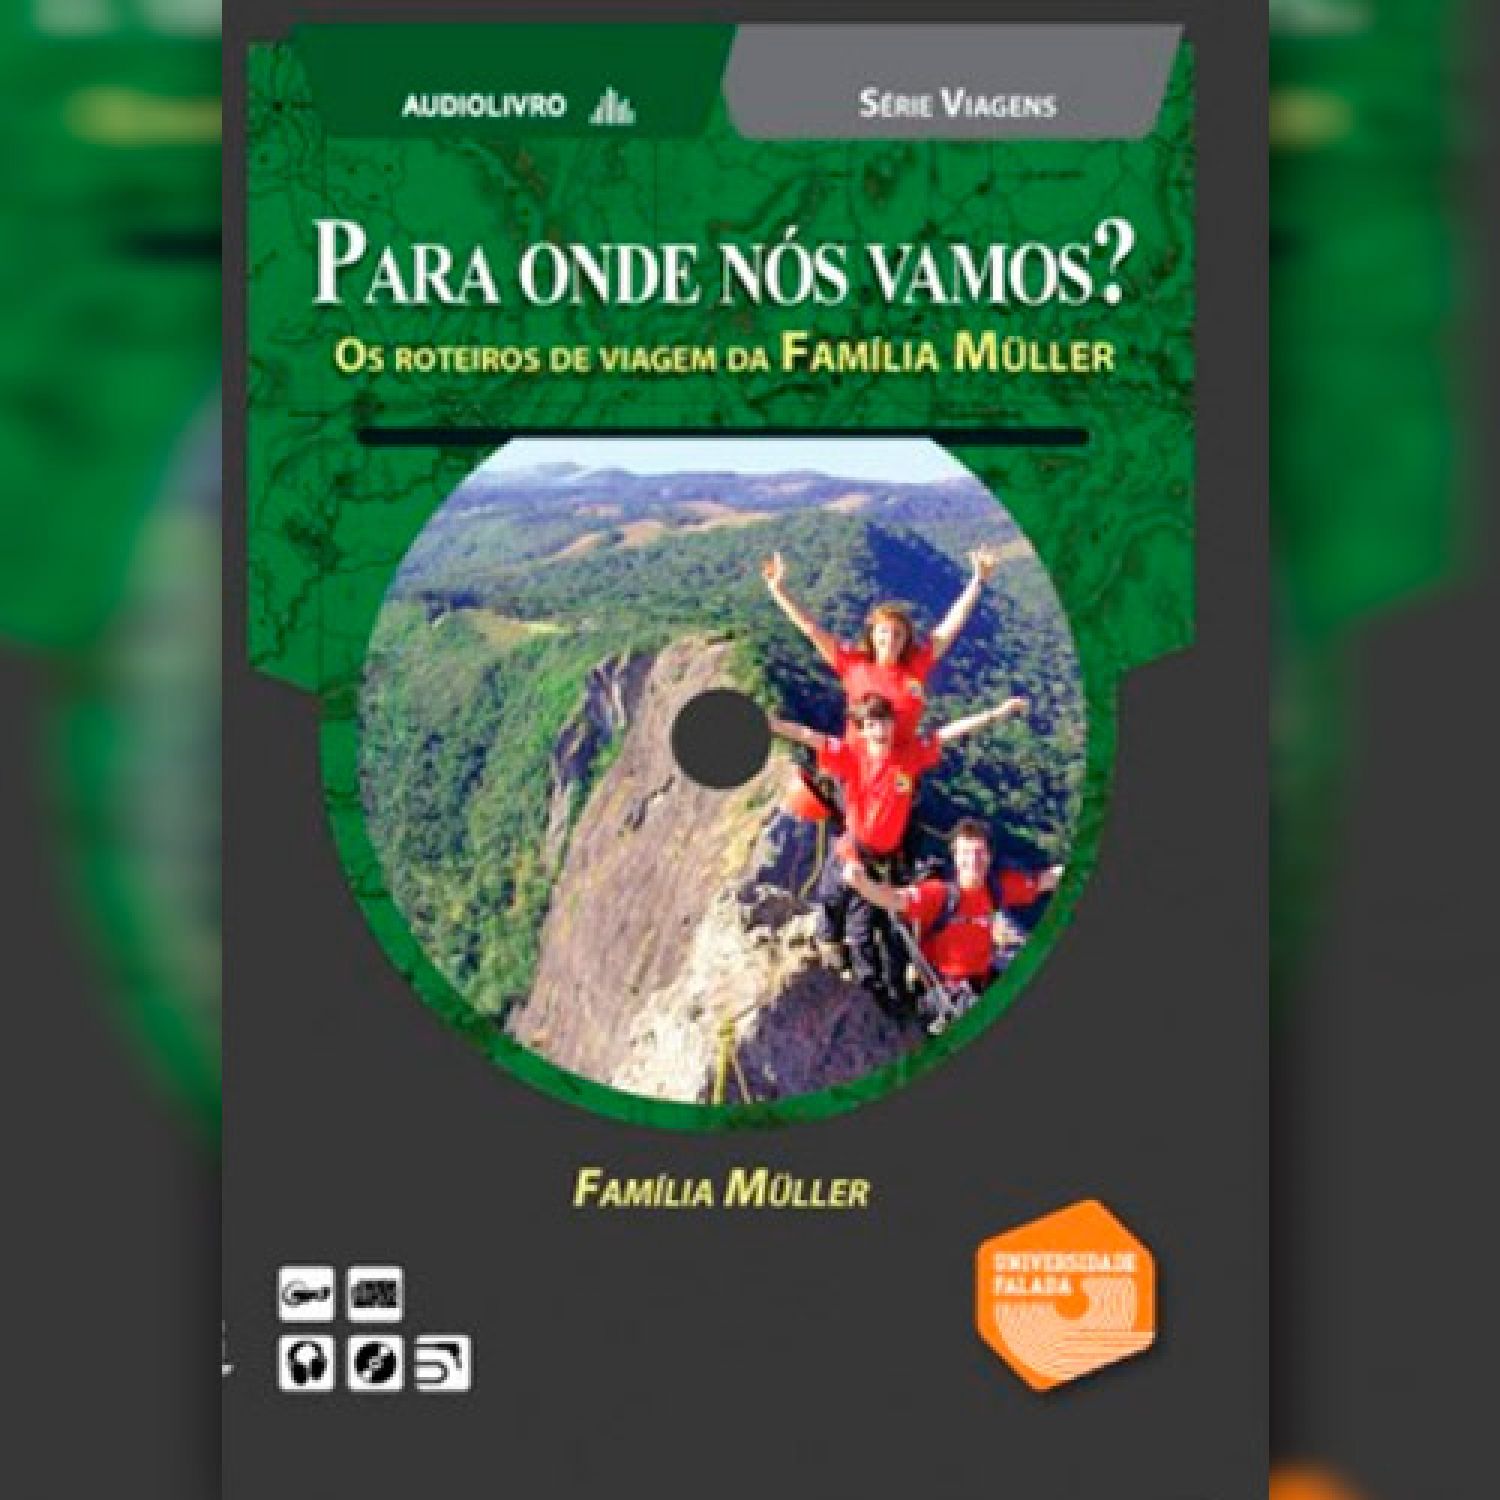 AUDIOLIVRO
SÉRIE VIAGENS
PARA ONDE NÓS VAMOS?
OS ROTEIROS DE VIAGEM DA FAMÍLIA MÜLLER
FAMÍLIA MÜLLER
UNIVERSIDADE
FALADA